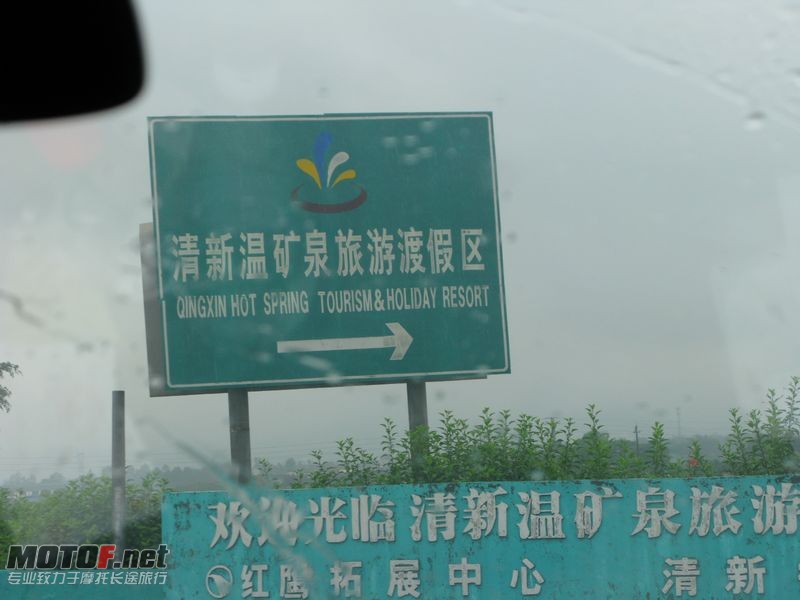 清新温矿泉旅游渡假区
QINGXIN HOT SPRING TOURISM & HOLIDAY RESORT
欢迎光临清新温矿泉旅游
红鹰拓展中心 清新
MOTOF.net
专业致力于摩托长途旅行